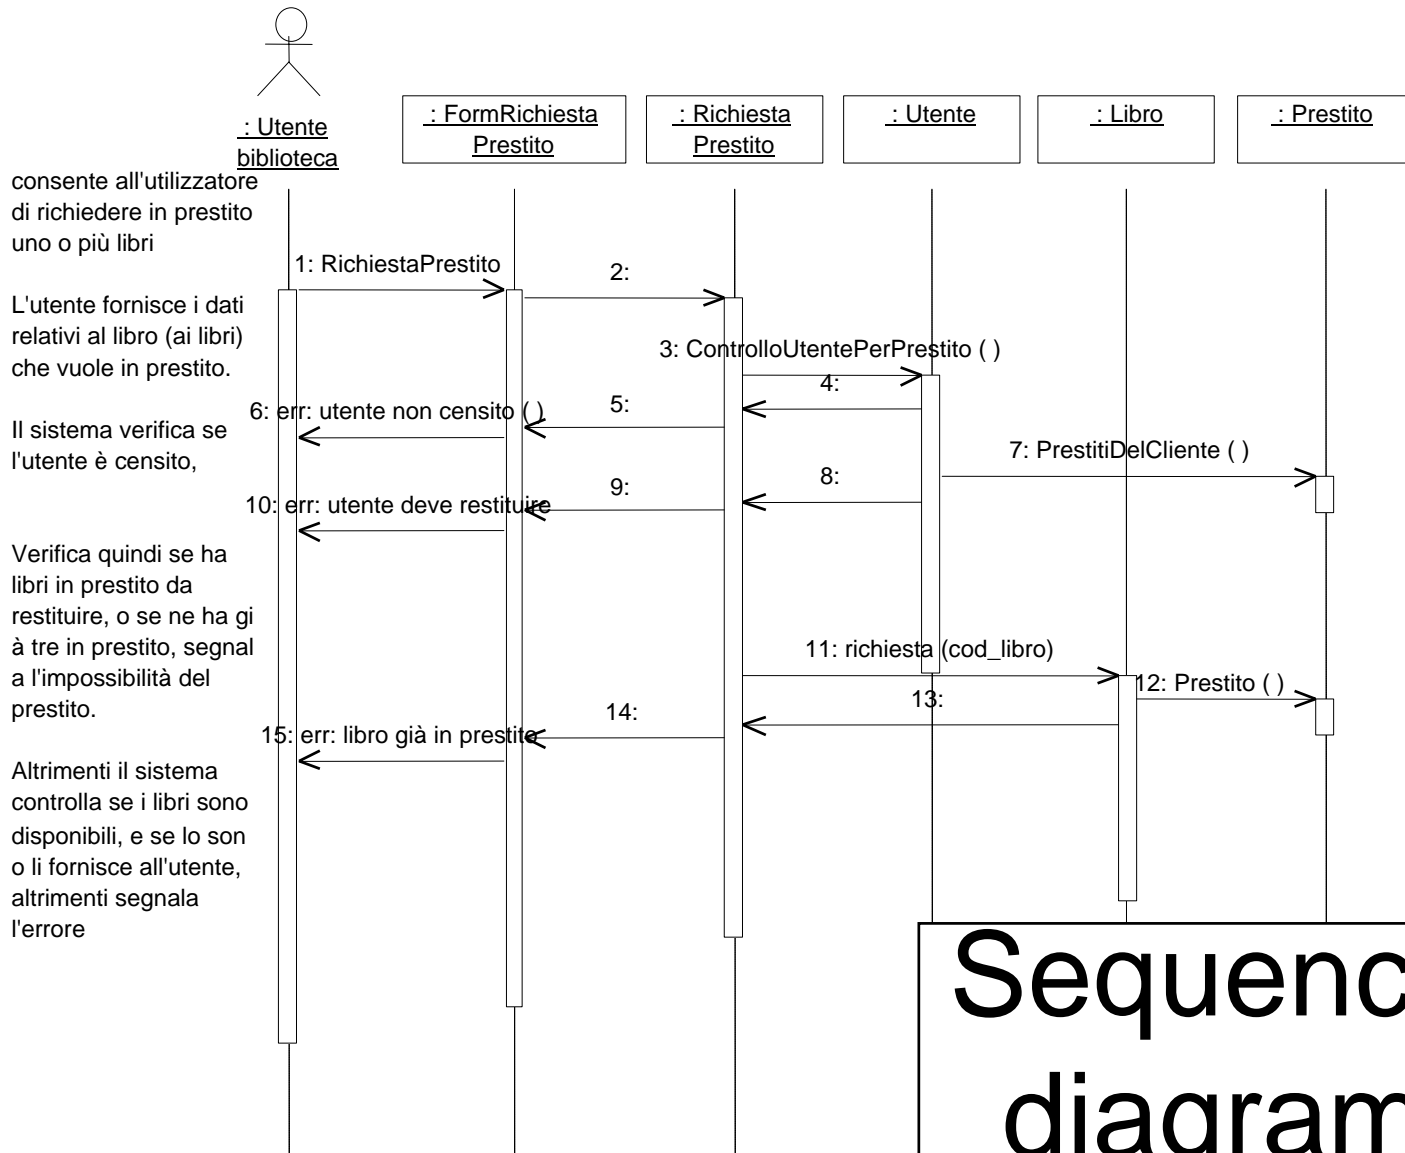 : Utente
biblioteca
: FormRichiesta
Prestito
: Richiesta
Prestito
: Utente
: Libro
: Prestito
consente all'utilizzatore
di richiedere in prestito
uno o più libri
L'utente fornisce i dati
relativi al libro (ai libri)
che vuole in prestito.
Il sistema verifica se
l'utente è censito,
Verifica quindi se ha
libri in prestito da
restituire, o se ne ha gi
à tre in prestito, segnal
a l'impossibilità del
prestito.
Altrimenti il sistema
controlla se i libri sono
disponibili, e se lo son
o li fornisce all'utente,
altrimenti segnala
l'errore
1: RichiestaPrestito
2:
3: ControlloUtentePerPrestito ( )
4:
5:
6: err: utente non censito ( )
7: PrestitiDelCliente ( )
8:
9:
10: err: utente deve restituire
11: richiesta (cod_libro)
12: Prestito ( )
13:
14:
15: err: libro già in prestito
Sequenc
diagram